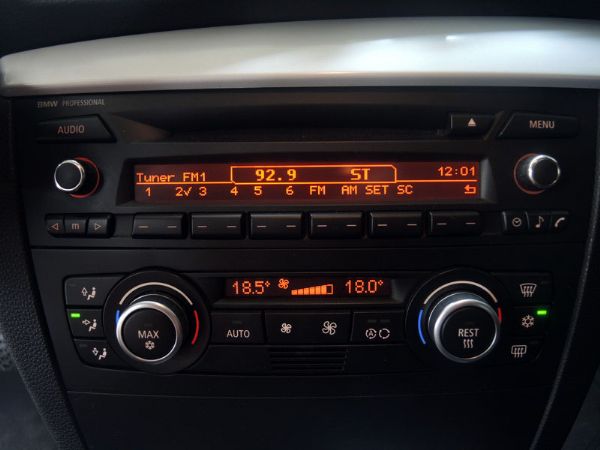 BMW PROFESSIONAL
AUDIO
MENU
Tuner FM1 92.9 ST 12:01
1 2√ 3 4 5 6 FM AM SET SC
m
18.5° 18.0°
MAX
AUTO
A
REST